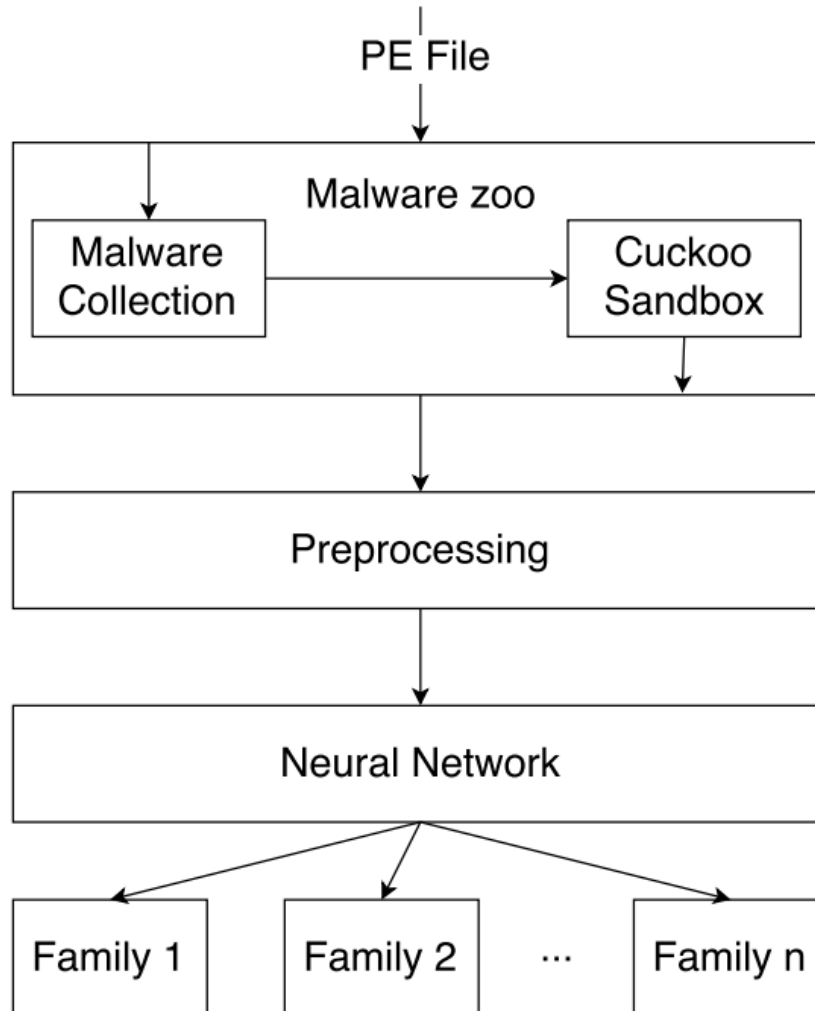 PE File
Malware zoo
Malware
Collection
Cuckoo
Sandbox
Preprocessing
Neural Network
Family 1
Family 2
...
Family n